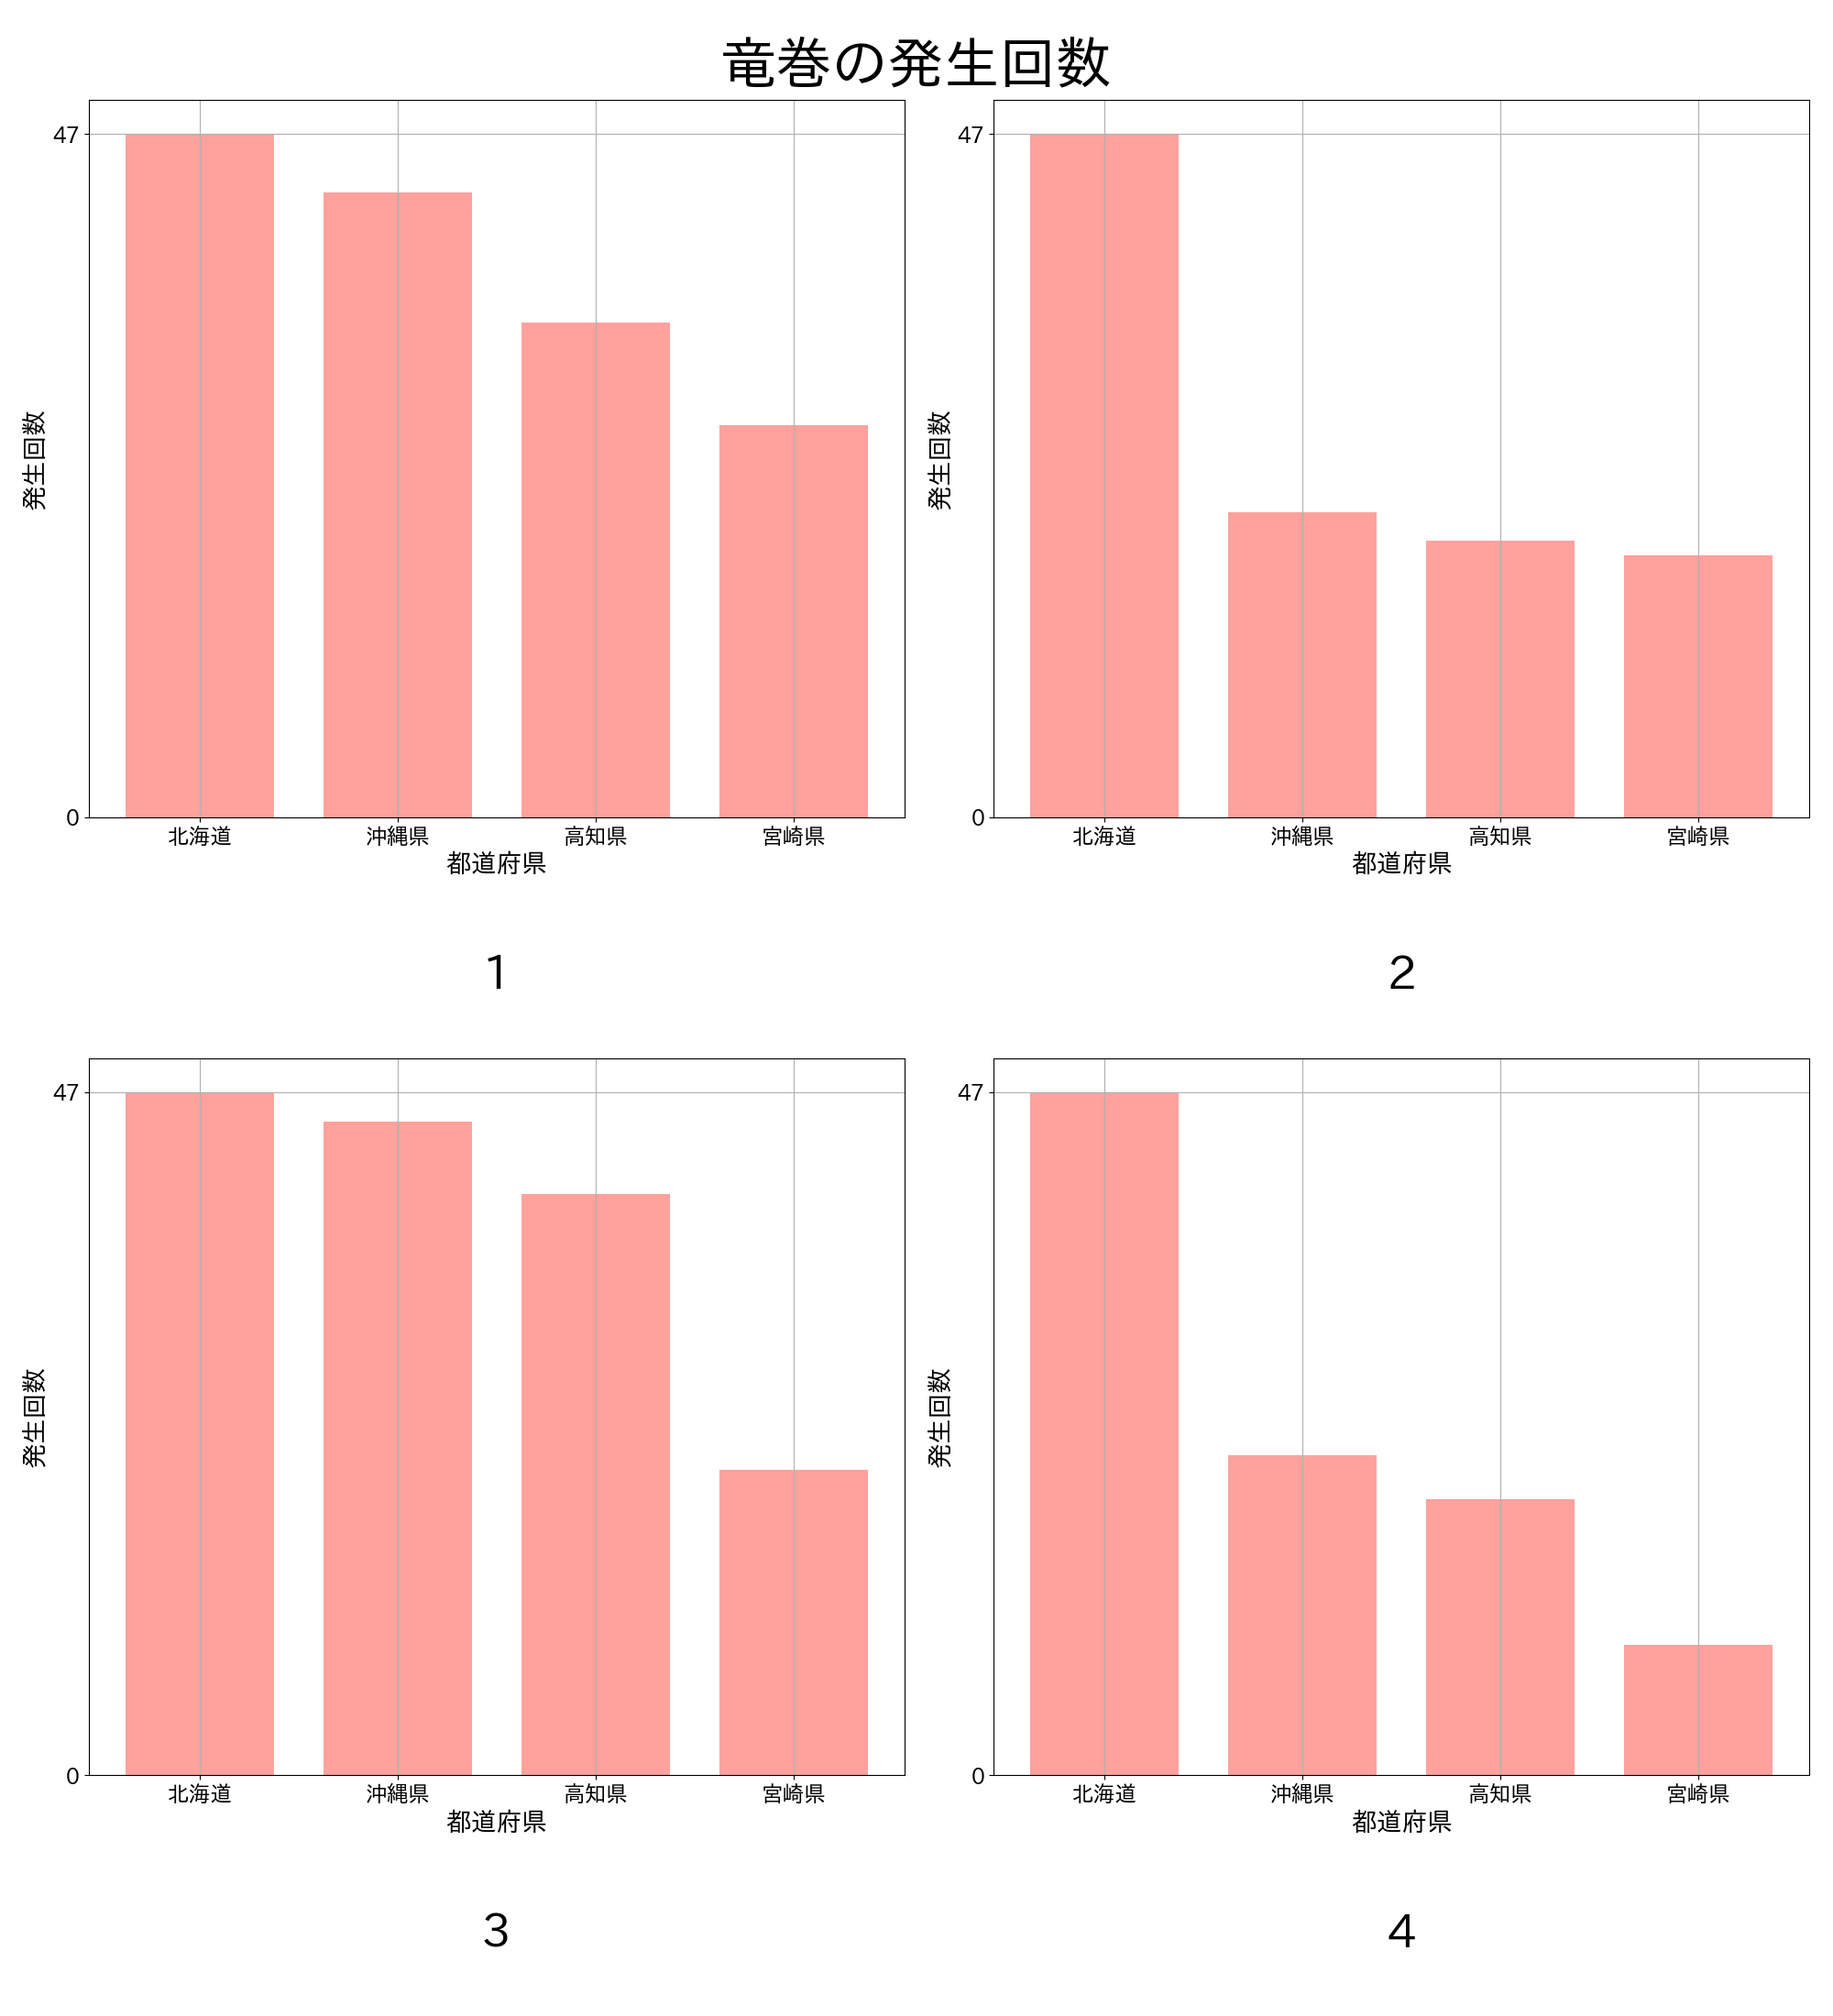 竜巻の発生回数
47
0
発生回数
北海道 沖縄県 高知県 宮崎県
都道府県
1
47
0
発生回数
北海道 沖縄県 高知県 宮崎県
都道府県
2
47
0
発生回数
北海道 沖縄県 高知県 宮崎県
都道府県
3
47
0
発生回数
北海道 沖縄県 高知県 宮崎県
都道府県
4